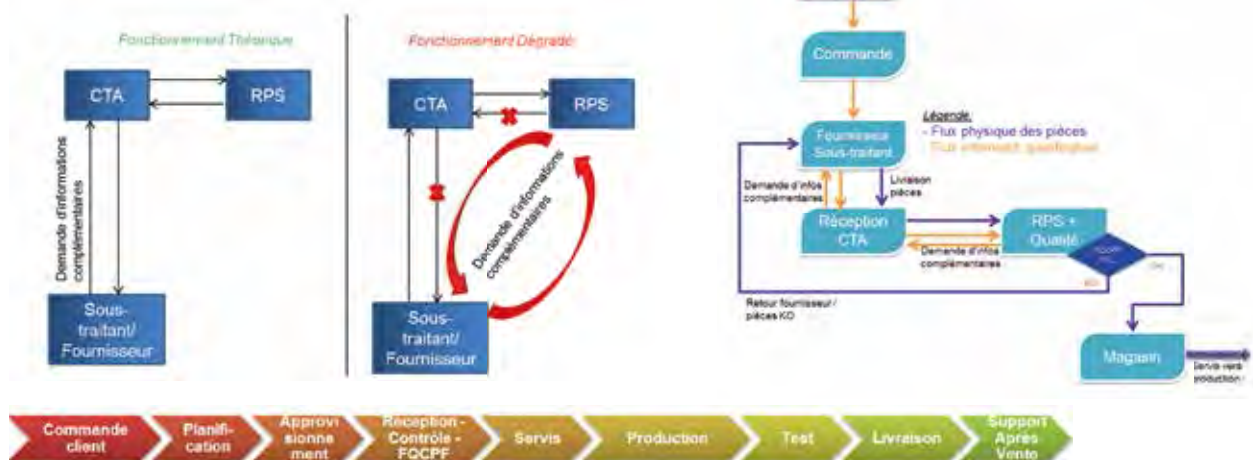 Fonctionnement Théorique
CTA
RPS
Demande d'informations
complémentaires
Sous-
traitant/
Fournisseur
Fonctionnement Dégradé
CTA
RPS
Demande d'informations
complémentaires
Sous-
traitant/
Fournisseur
Commande
Fournisseur
Sous-traitant
Légende
- Flux physique des pièces
Demande d'infos
complémentaires
Livraison
pièces
Réception
CTA
RPS +
Qualité
Demande d'infos
complémentaires
Retour fournisseur /
pièces KO
Magasin
Servis vers
production
Commande
client
Planifi-
cation
Approvi
sionne
ment
Réception -
Contrôle -
FOCPF
Servis
Production
Test
Livraison
Support
Après
Vente